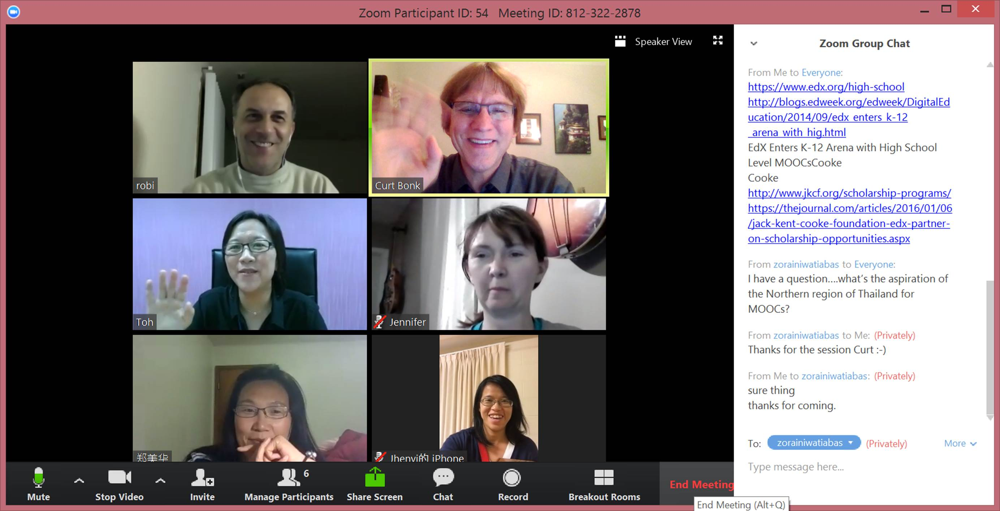 Zoom Participant ID: 54 Meeting ID: 812-322-2878
Speaker View
robi
Curt Bonk
Toh
Jennifer
郑美华
Jhenyi的 iPhone
Mute
Stop Video
Invite
6
Manage Participants
Share Screen
Chat
Record
Breakout Rooms
End Meeting
End Meeting (Alt+Q)
Zoom Group Chat
From Me to Everyone:
https://www.edx.org/high-school
http://blogs.edweek.org/edweek/DigitalEd
ucation/2014/09/edx_enters_k-12
_arena_with_hig.html
EdX Enters K-12 Arena with High School
Level MOOCsCooke
Cooke
http://www.jkcf.org/scholarship-programs/
https://thejournal.com/articles/2016/01/06
/jack-kent-cooke-foundation-edx-partner-
on-scholarship-opportunities.aspx
From zorainiwatiabas to Everyone:
I have a question....what's the aspiration of
the Northern region of Thailand for
MOOCs?
From zorainiwatiabas to Me: (Privately)
Thanks for the session Curt :-)
From Me to zorainiwatiabas: (Privately)
sure thing
thanks for coming.
To: zorainiwatiabas (Privately) More
Type message here...